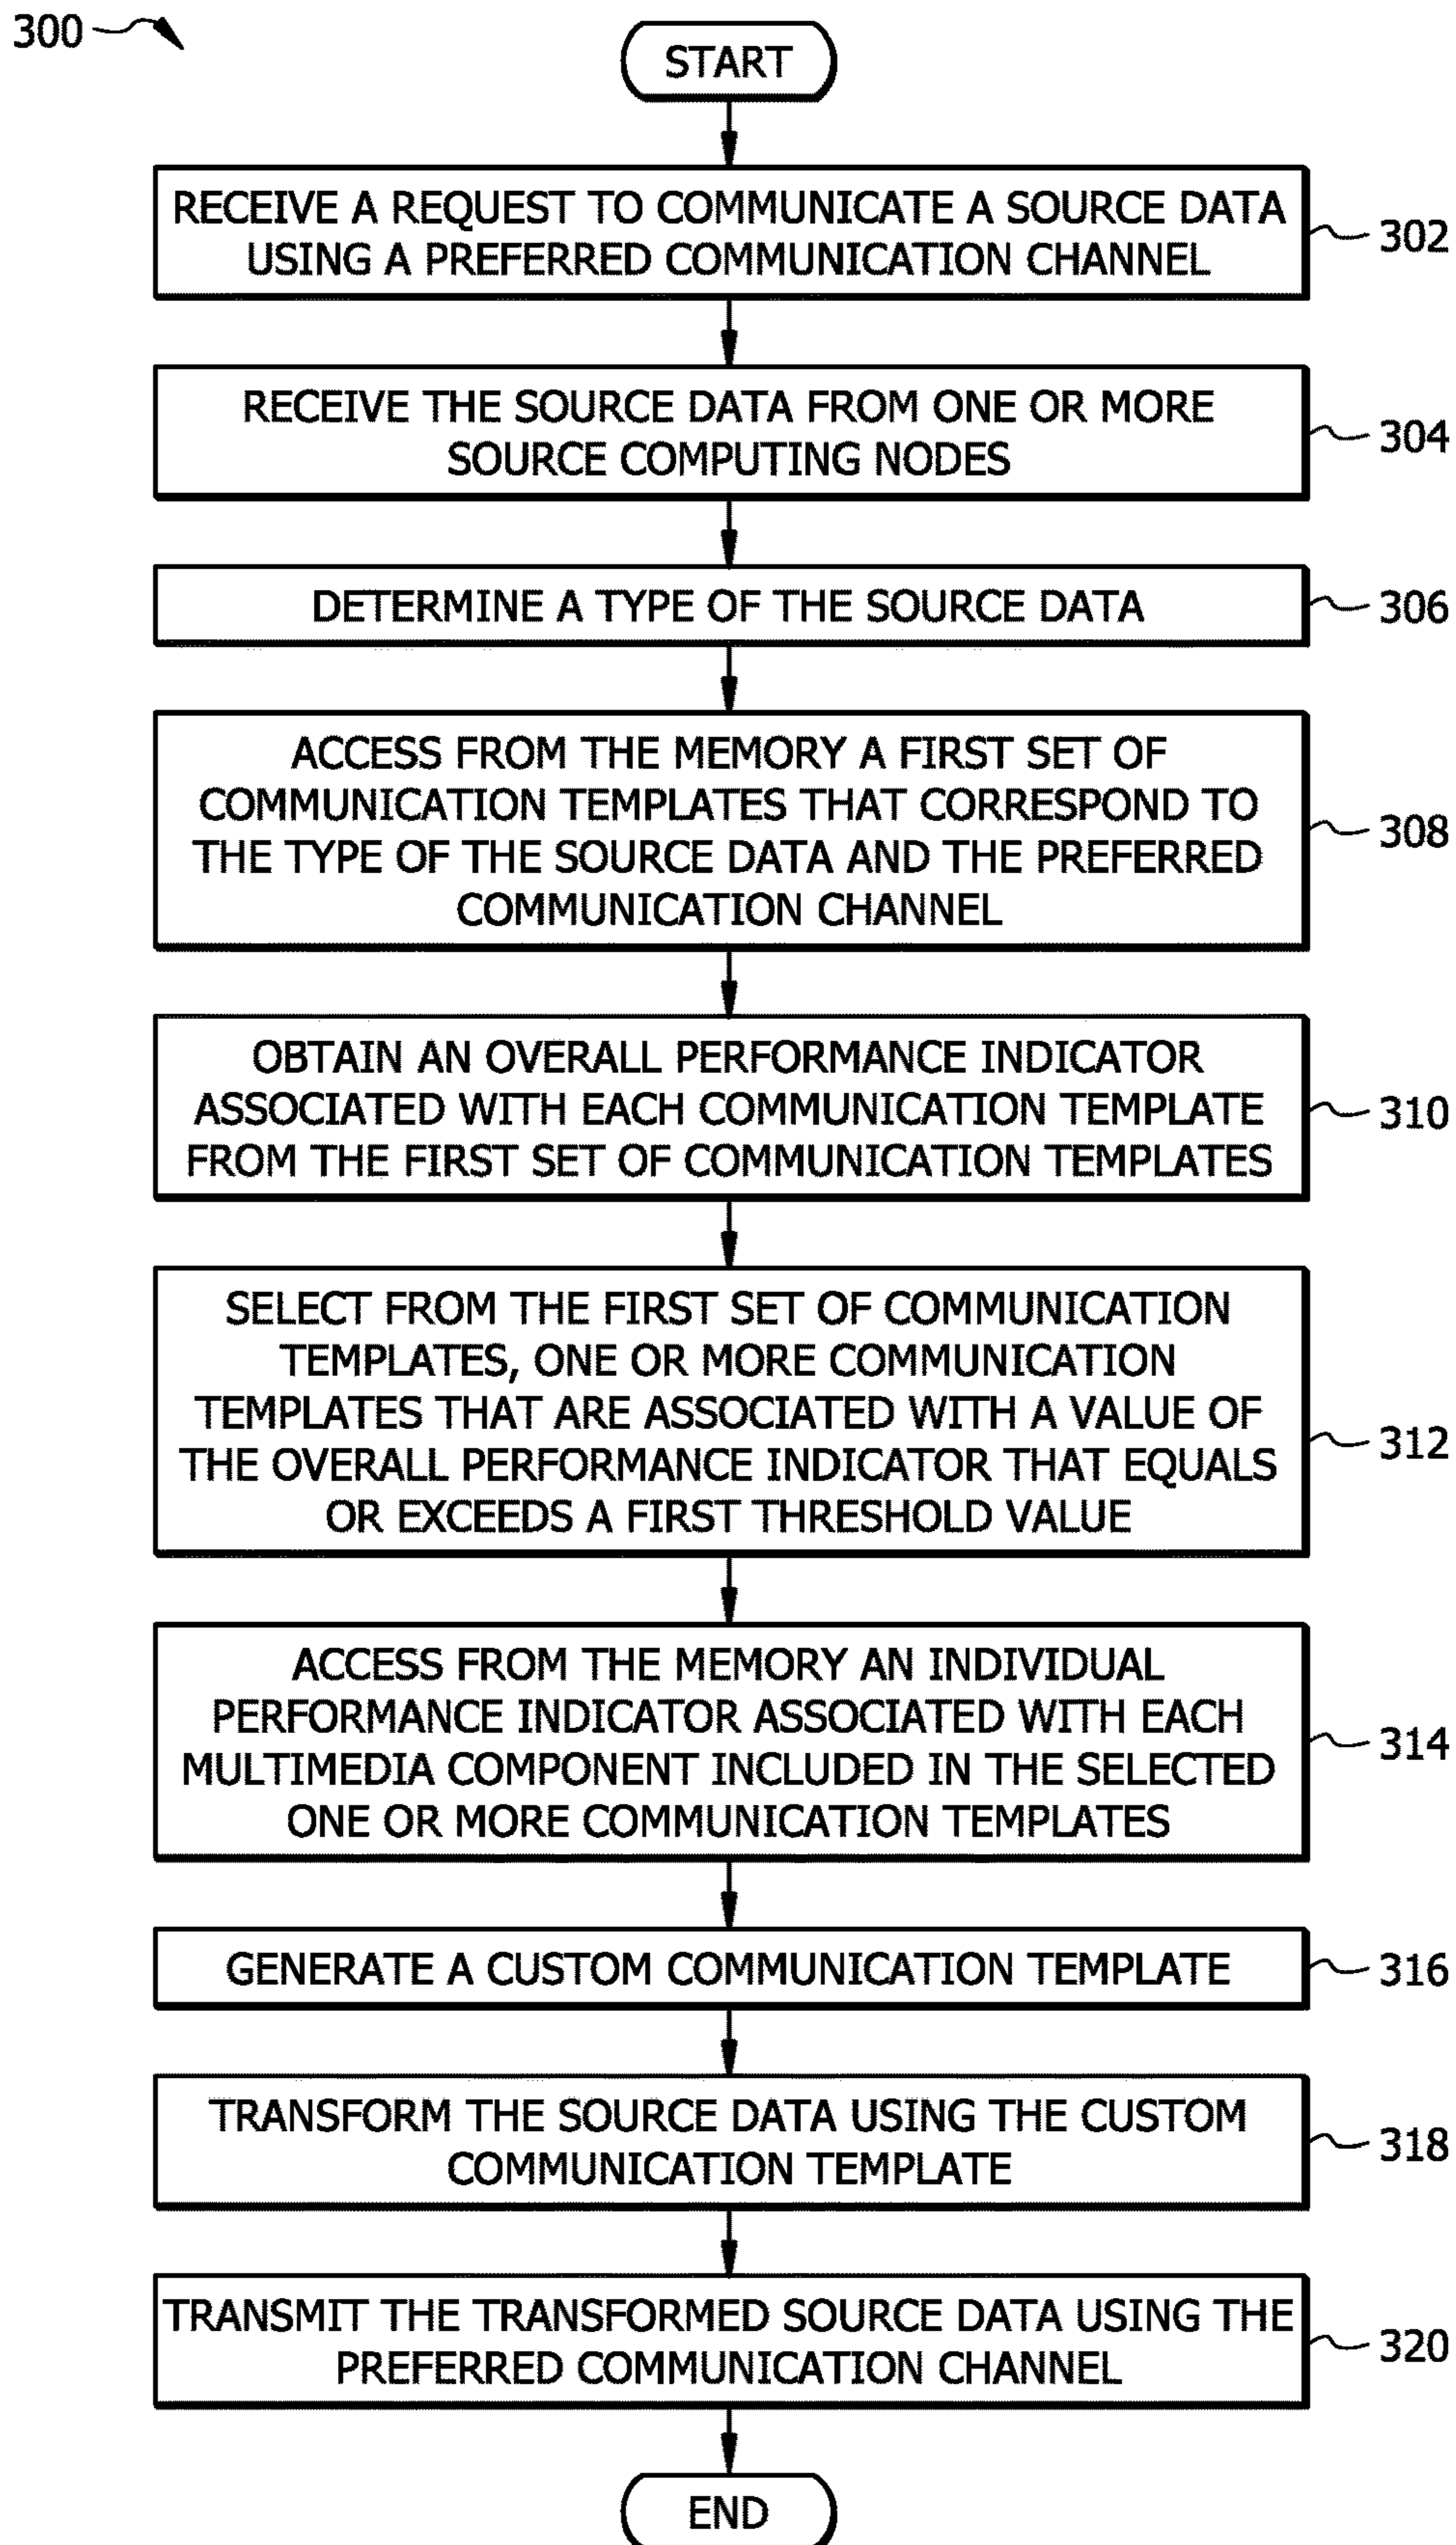 300
START
RECEIVE A REQUEST TO COMMUNICATE A SOURCE DATA
USING A PREFERRED COMMUNICATION CHANNEL
302
RECEIVE THE SOURCE DATA FROM ONE OR MORE
SOURCE COMPUTING NODES
304
DETERMINE A TYPE OF THE SOURCE DATA
306
ACCESS FROM THE MEMORY A FIRST SET OF
COMMUNICATION TEMPLATES THAT CORRESPOND TO
THE TYPE OF THE SOURCE DATA AND THE PREFERRED
COMMUNICATION CHANNEL
308
OBTAIN AN OVERALL PERFORMANCE INDICATOR
ASSOCIATED WITH EACH COMMUNICATION TEMPLATE
FROM THE FIRST SET OF COMMUNICATION TEMPLATES
310
SELECT FROM THE FIRST SET OF COMMUNICATION
TEMPLATES, ONE OR MORE COMMUNICATION
TEMPLATES THAT ARE ASSOCIATED WITH A VALUE OF
THE OVERALL PERFORMANCE INDICATOR THAT EQUALS
OR EXCEEDS A FIRST THRESHOLD VALUE
312
ACCESS FROM THE MEMORY AN INDIVIDUAL
PERFORMANCE INDICATOR ASSOCIATED WITH EACH
MULTIMEDIA COMPONENT INCLUDED IN THE SELECTED
ONE OR MORE COMMUNICATION TEMPLATES
314
GENERATE A CUSTOM COMMUNICATION TEMPLATE
316
TRANSFORM THE SOURCE DATA USING THE CUSTOM
COMMUNICATION TEMPLATE
318
TRANSMIT THE TRANSFORMED SOURCE DATA USING THE
PREFERRED COMMUNICATION CHANNEL
320
END